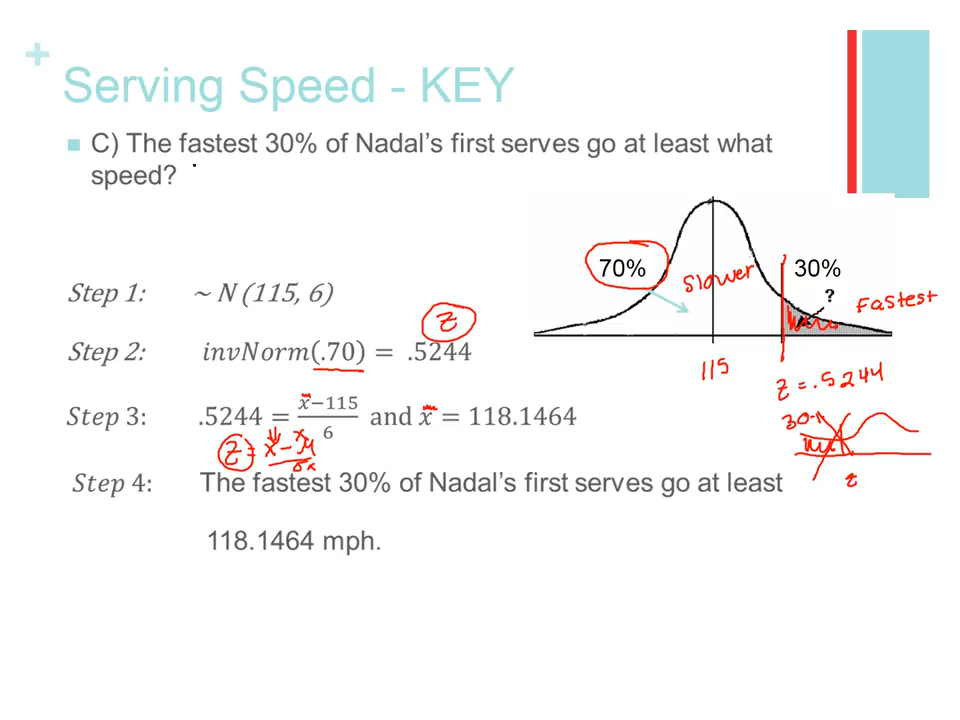 +
Serving Speed - KEY
C) The fastest 30% of Nadal's first serves go at least what
speed?
70%
slower
30%
?
Fastest
115
z = .5244
30%
z
Step 1: ~ N (115, 6)
z
Step 2: invNorm(.70) = .5244
Step 3: .5244 = x̄−115 / 6 and x̄ = 118.1464
z = x − μ / σx
Step 4: The fastest 30% of Nadal's first serves go at least
118.1464 mph.